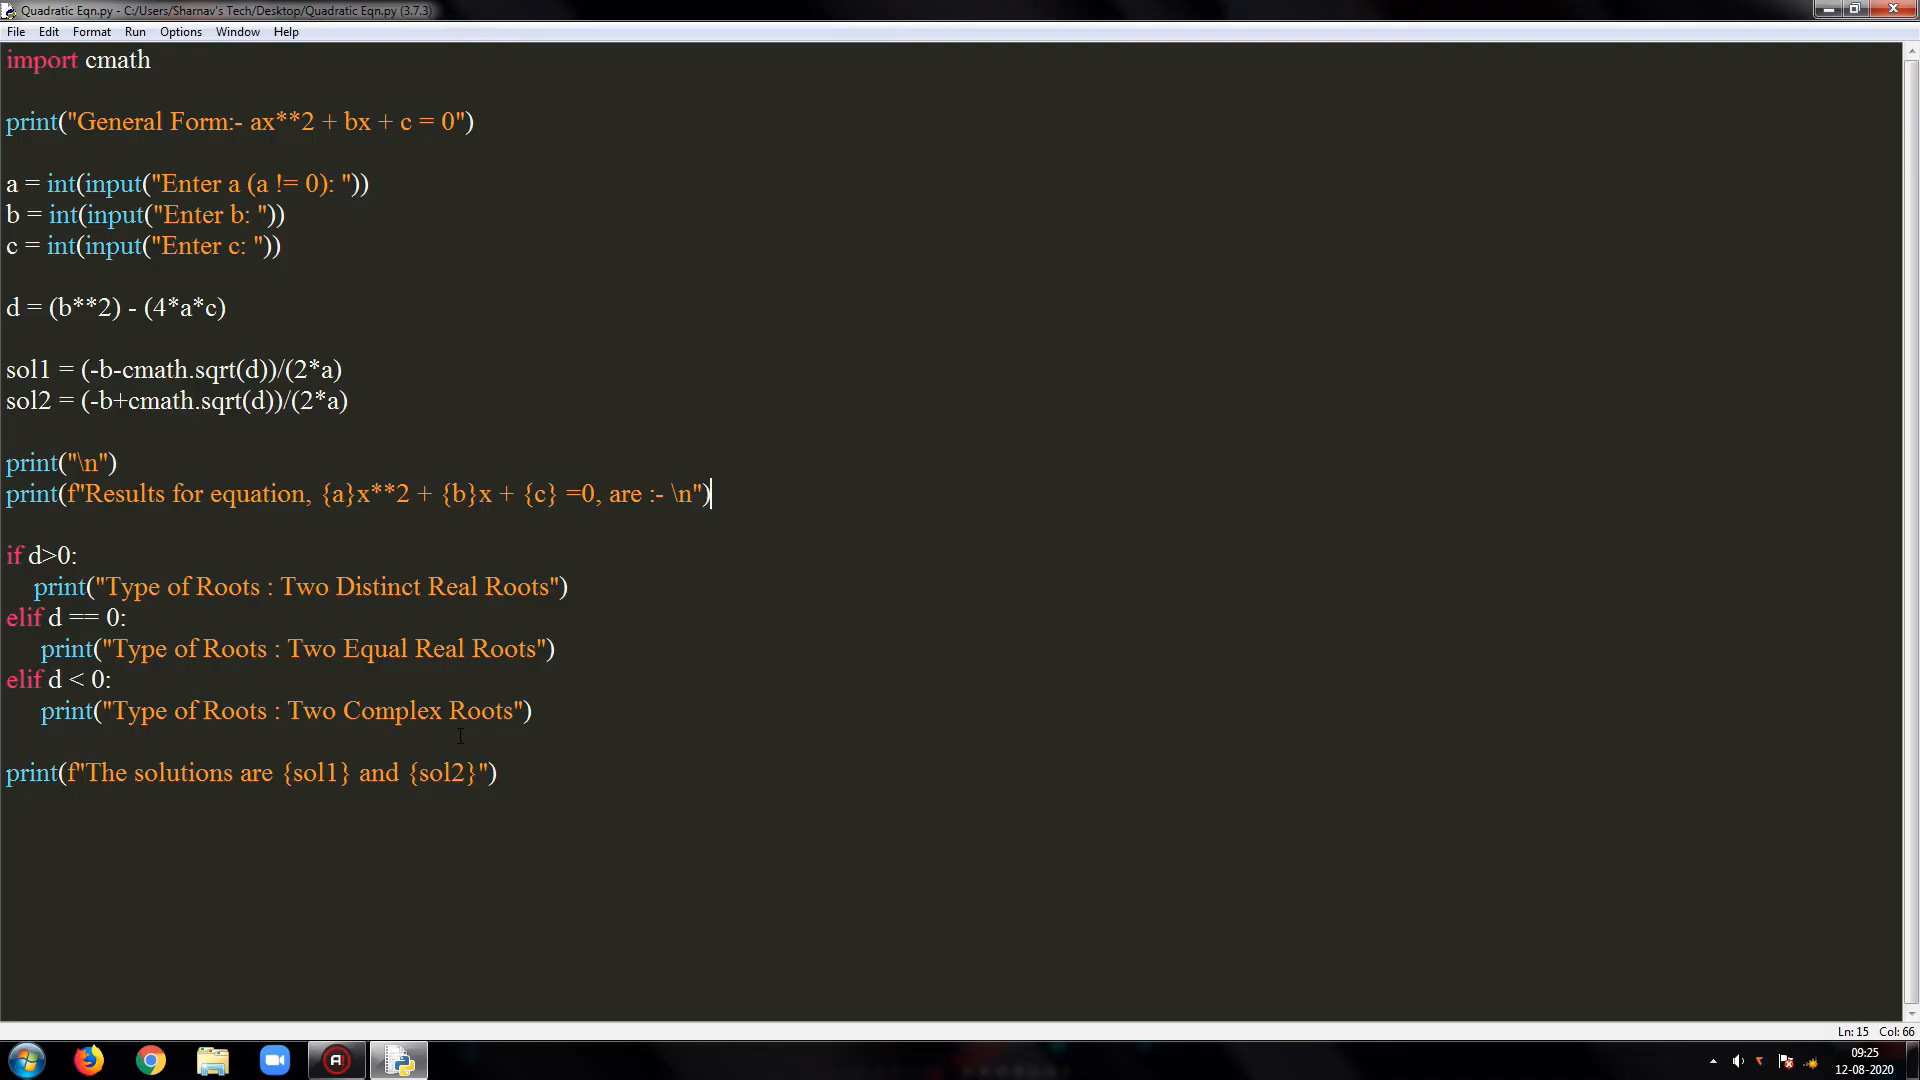 Quadratic Eqn.py - C:/Users/Sharnav's Tech/Desktop/Quadratic Eqn.py (3.7.3)
File Edit Format Run Options Window Help
import cmath
print("General Form:- ax**2 + bx + c = 0")
a = int(input("Enter a (a != 0): "))
b = int(input("Enter b: "))
c = int(input("Enter c: "))
d = (b**2) - (4*a*c)
sol1 = (-b-cmath.sqrt(d))/(2*a)
sol2 = (-b+cmath.sqrt(d))/(2*a)
print("\n")
print(f"Results for equation, {a}x**2 + {b}x + {c} =0, are :- \n")
if d>0:
    print("Type of Roots : Two Distinct Real Roots")
elif d == 0:
     print("Type of Roots : Two Equal Real Roots")
elif d < 0:
     print("Type of Roots : Two Complex Roots")
print(f"The solutions are {sol1} and {sol2}")
Ln: 15 Col: 66
09:25
12-08-2020